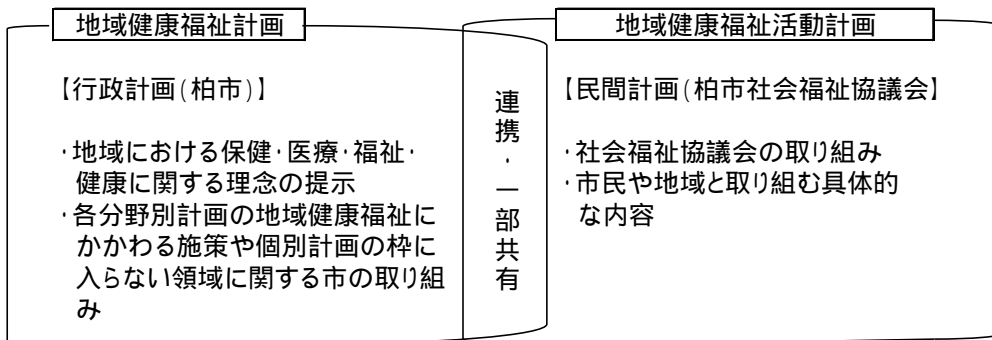 地域健康福祉計画
【行政計画(柏市)】
・地域における保健・医療・福祉・
健康に関する理念の提示
・各分野別計画の地域健康福祉に
かかわる施策や個別計画の枠に
入らない領域に関する市の取り組
み
連携・一部共有
地域健康福祉活動計画
【民間計画(柏市社会福祉協議会】
・社会福祉協議会の取り組み
・市民や地域と取り組む具体的
な内容